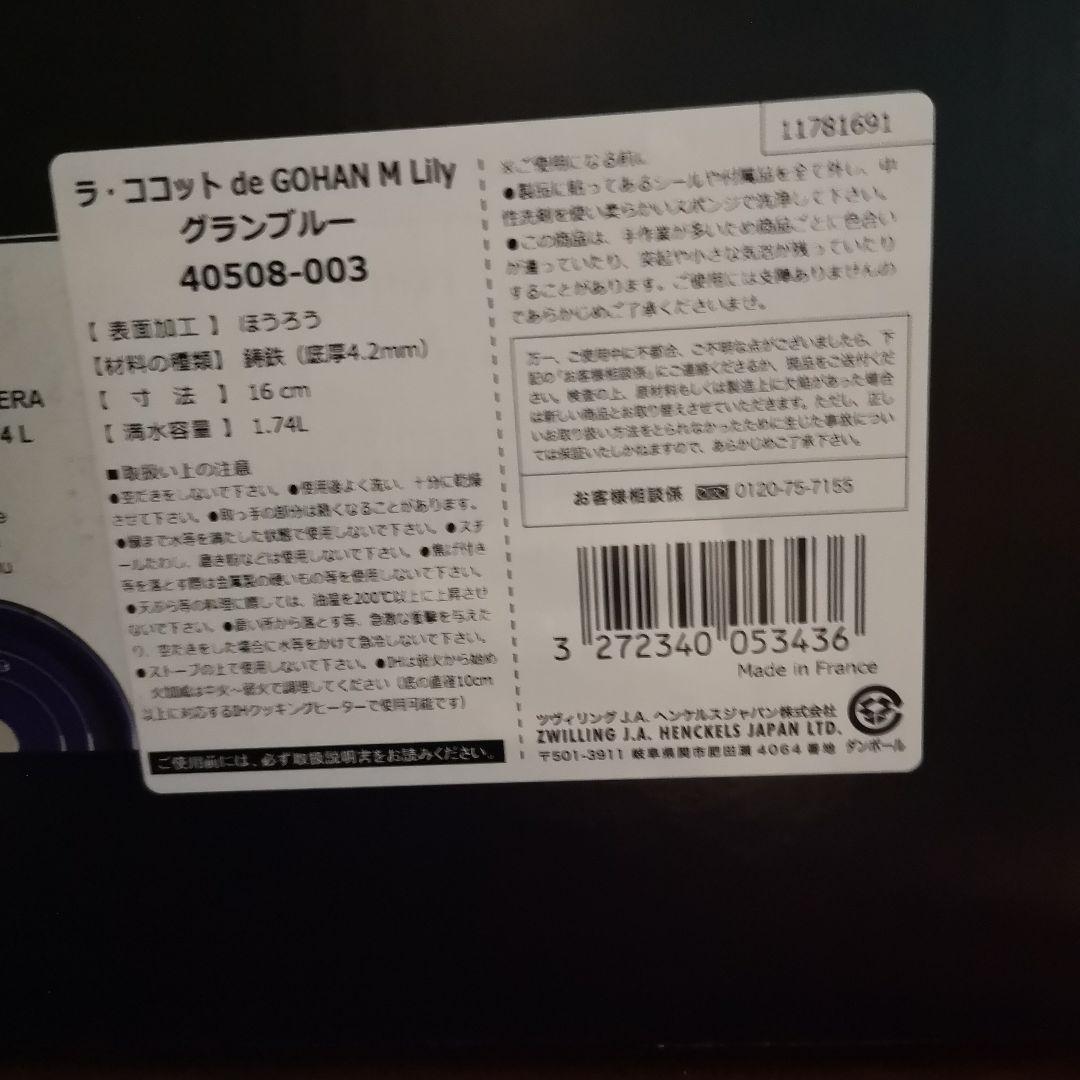 ERA
4 L
ラ・ココット de GOHAN M Lily
グランブルー
40508-003
【 表面加工 】 ほうろう
【材料の種類】 鋳鉄（底厚4.2mm）
【 寸 法 】 16 cm
【 満水容量 】 1.74L
■取扱い上の注意
●空だきをしないで下さい。●使用後よく洗い、十分に乾燥
させて下さい。●取っ手の部分は熱くなることがあります。
●縁まで水等を満たした状態で使用しないで下さい。●スチ
ールたわし、磨き粉などは使用しないで下さい。●焦げ付き
等を落とす際は金属製の硬いもの等を使用しないで下さい。
●天ぷら等の料理に際しては、油温を200℃以上に上昇させ
ないで下さい。●高い所から落とす等、急激な衝撃を与えた
り、空だきをした場合に水等をかけて急冷しないで下さい。
●ストーブの上で使用しないで下さい。●IHは弱火から始め
火加減は中火～弱火で調理してください（底の直径10cm
以上に対応するIHクッキングヒーターで使用可能です）
ご使用前には、必ず取扱説明書をお読みください。
11781691
※ご使用になる前に
●製品に貼ってあるシールや付属品を全て外し、中
性洗剤を使い柔らかいスポンジで洗浄して下さい。
●この商品は、手作業が多いため商品ごとに色合い
が違っていたり、突起や小さな気泡が残っていたり
することがあります。ご使用には支障ありませんの
であらかじめご了承くださいませ。
万一、ご使用中に不都合、ご不明な点がございましたら、下
記の「お客様相談係」にご連絡くださるか、現品をご送付くだ
さい。検査の上、原材料もしくは製造上に欠陥があった場合
は新しい商品とお取り替えさせていただきます。ただし、正し
いお取り扱い方法をとられなかったために生じた事故につい
ては保証いたしかねますので、あらかじめご了承下さい。
お客様相談係 0120-75-7155
3 272340 053436
Made in France
ツヴィリング J.A. ヘンケルスジャパン株式会社
ZWILLING J.A. HENCKELS JAPAN LTD.
〒501-3911 岐阜県関市肥田瀬 4064 番地
ダンボール